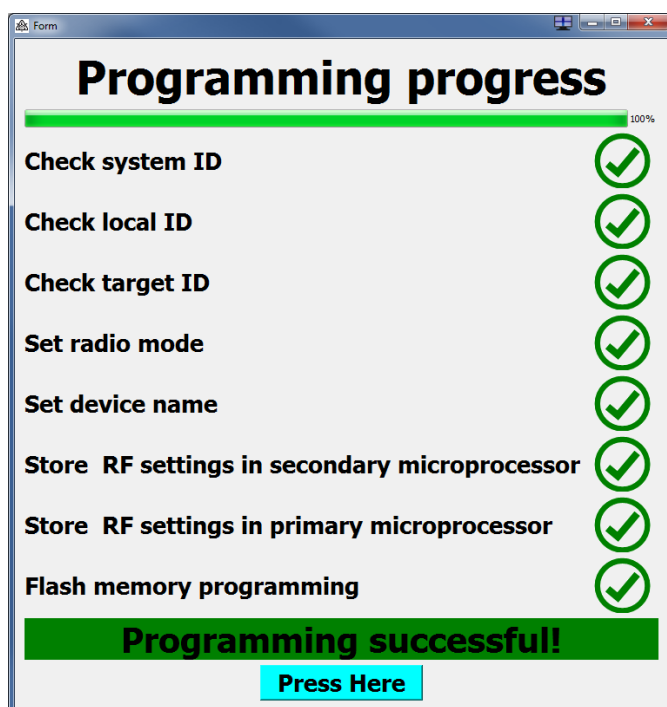 Form
Programming progress
100%
Check system ID
Check local ID
Check target ID
Set radio mode
Set device name
Store  RF settings in secondary microprocessor
Store  RF settings in primary microprocessor
Flash memory programming
Programming successful!
Press Here